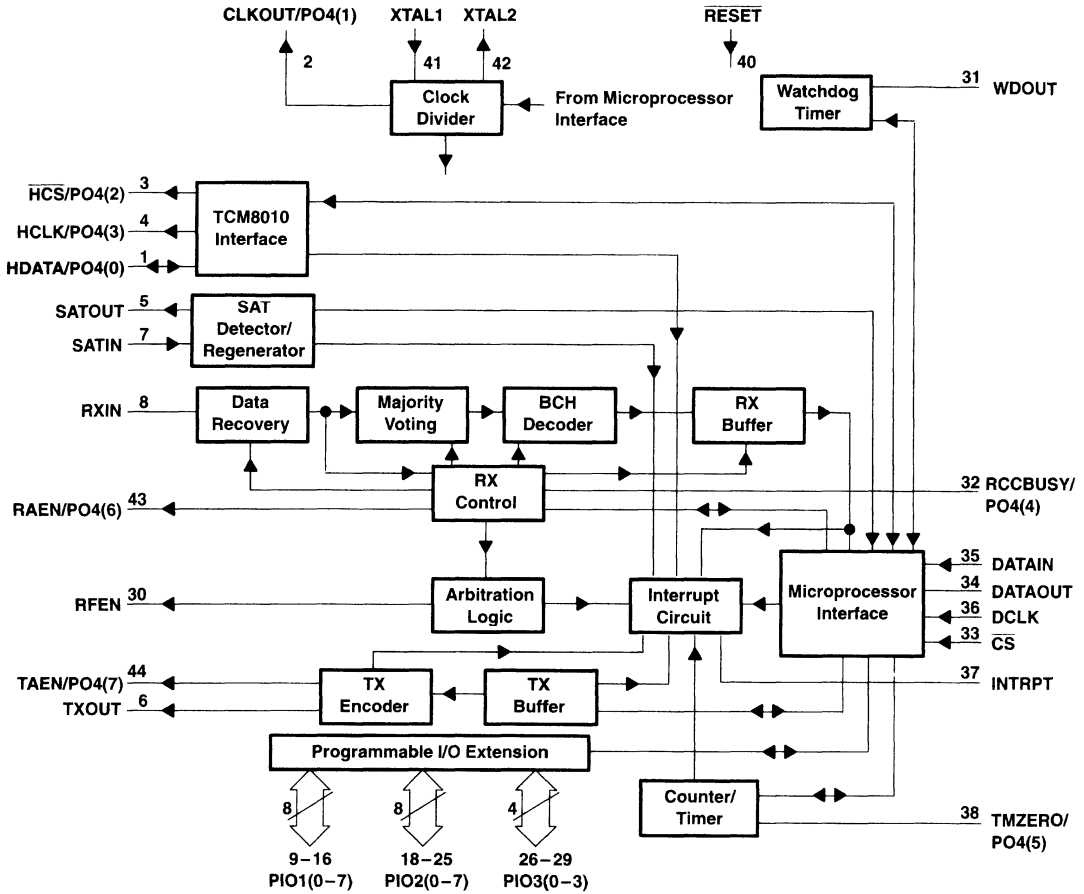 CLKOUT/PO4(1)
XTAL1
XTAL2
RESET
2
41
42
40
Clock
Divider
From Microprocessor
Interface
Watchdog
Timer
31
WDOUT
HCS/PO4(2)
3
HCLK/PO4(3)
4
HDATA/PO4(0)
1
TCM8010
Interface
SATOUT
5
SATIN
7
SAT
Detector/
Regenerator
RXIN
8
Data
Recovery
Majority
Voting
BCH
Decoder
RX
Buffer
RX
Control
32
RCCBUSY/
PO4(4)
RAEN/PO4(6)
43
RFEN
30
Arbitration
Logic
Interrupt
Circuit
Microprocessor
Interface
35
DATAIN
34
DATAOUT
36
DCLK
33
CS
TAEN/PO4(7)
44
TXOUT
6
TX
Encoder
TX
Buffer
37
INTRPT
Programmable I/O Extension
8
8
4
Counter/
Timer
38
TMZERO/
PO4(5)
9–16
PIO1(0–7)
18–25
PIO2(0–7)
26–29
PIO3(0–3)